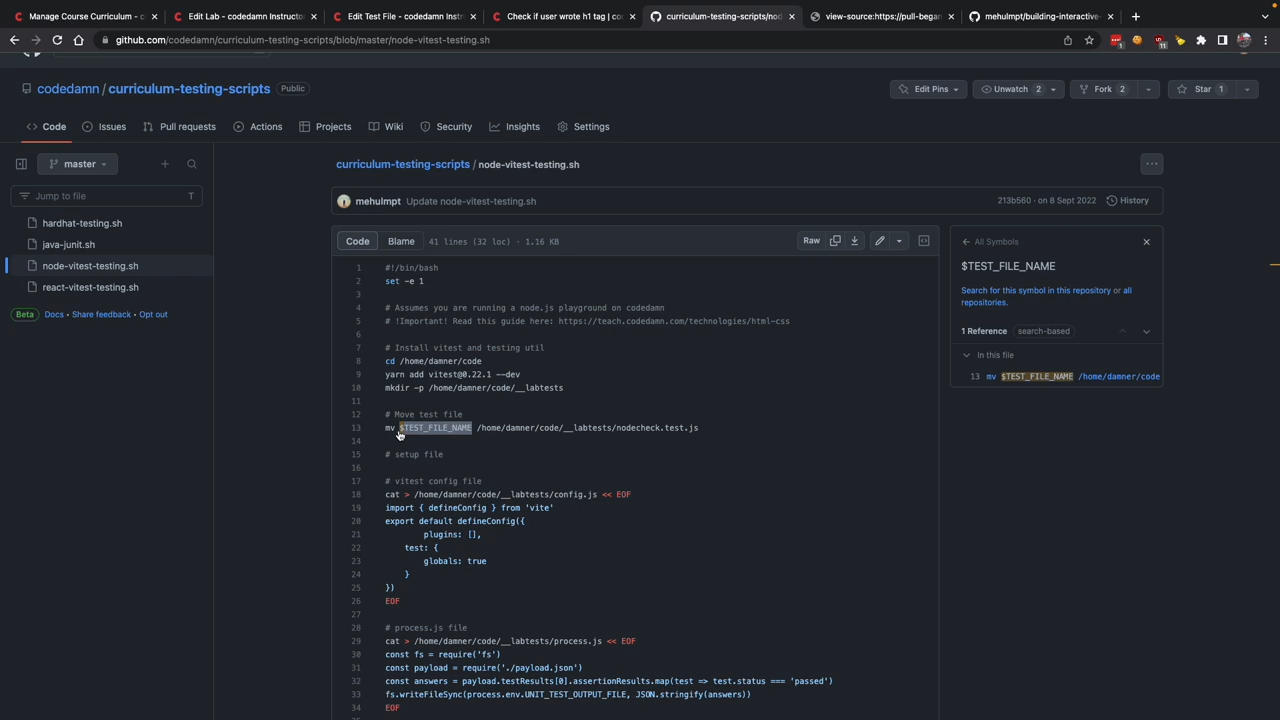 Manage Course Curriculum - c
Edit Lab - codedamn Instructo
Edit Test File - codedamn Inst
Check if user wrote h1 tag | co
curriculum-testing-scripts/nod
view-source:https://pull-began
mehulmpt/building-interactive-
github.com/codedamn/curriculum-testing-scripts/blob/master/node-vitest-testing.sh
1
11
codedamn / curriculum-testing-scripts Public
Edit Pins
Unwatch 2
Fork 2
Star 1
Code
Issues
Pull requests
Actions
Projects
Wiki
Security
Insights
Settings
master
Jump to file T
hardhat-testing.sh
java-junit.sh
node-vitest-testing.sh
react-vitest-testing.sh
Beta Docs • Share feedback • Opt out
curriculum-testing-scripts / node-vitest-testing.sh
mehulmpt Update node-vitest-testing.sh
213b560 · on 8 Sept 2022 History
Code Blame 41 lines (32 loc) · 1.16 KB
Raw
1 #!/bin/bash
2 set -e 1
3
4 # Assumes you are running a node.js playground on codedamn
5 # !Important! Read this guide here: https://teach.codedamn.com/technologies/html-css
6
7 # Install vitest and testing util
8 cd /home/damner/code
9 yarn add vitest@0.22.1 --dev
10 mkdir -p /home/damner/code/__labtests
11
12 # Move test file
13 mv $TEST_FILE_NAME /home/damner/code/__labtests/nodecheck.test.js
14
15 # setup file
16
17 # vitest config file
18 cat > /home/damner/code/__labtests/config.js << EOF
19 import { defineConfig } from 'vite'
20 export default defineConfig({
21 plugins: [],
22 test: {
23 globals: true
24 }
25 })
26 EOF
27
28 # process.js file
29 cat > /home/damner/code/__labtests/process.js << EOF
30 const fs = require('fs')
31 const payload = require('./payload.json')
32 const answers = payload.testResults[0].assertionResults.map(test => test.status === 'passed')
33 fs.writeFileSync(process.env.UNIT_TEST_OUTPUT_FILE, JSON.stringify(answers))
34 EOF
All Symbols
$TEST_FILE_NAME
Search for this symbol in this repository or all
repositories.
1 Reference search-based
In this file
13 mv $TEST_FILE_NAME /home/damner/code